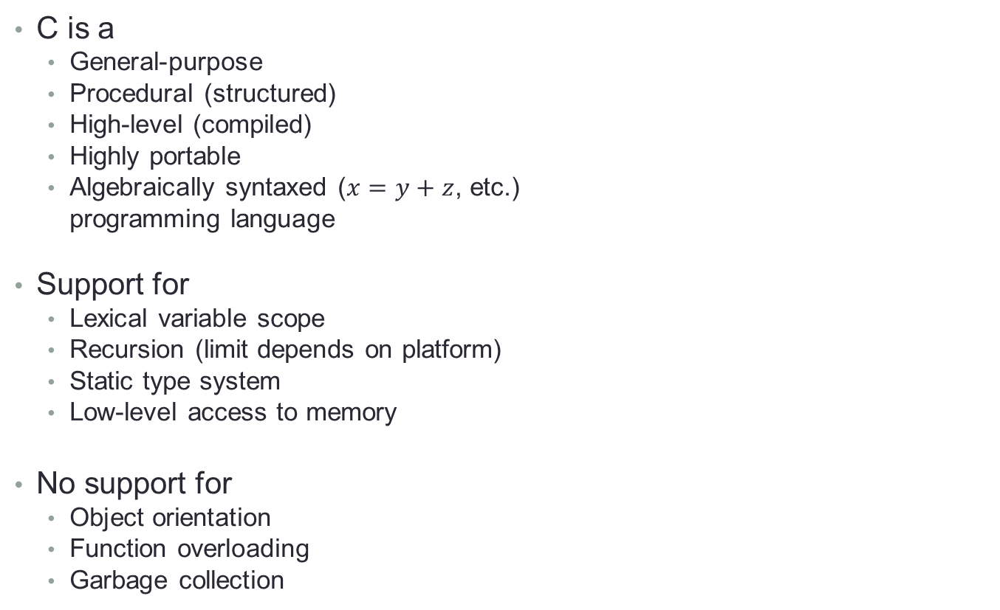 • C is a
• General-purpose
• Procedural (structured)
• High-level (compiled)
• Highly portable
• Algebraically syntaxed (x = y + z, etc.)
programming language
• Support for
• Lexical variable scope
• Recursion (limit depends on platform)
• Static type system
• Low-level access to memory
• No support for
• Object orientation
• Function overloading
• Garbage collection